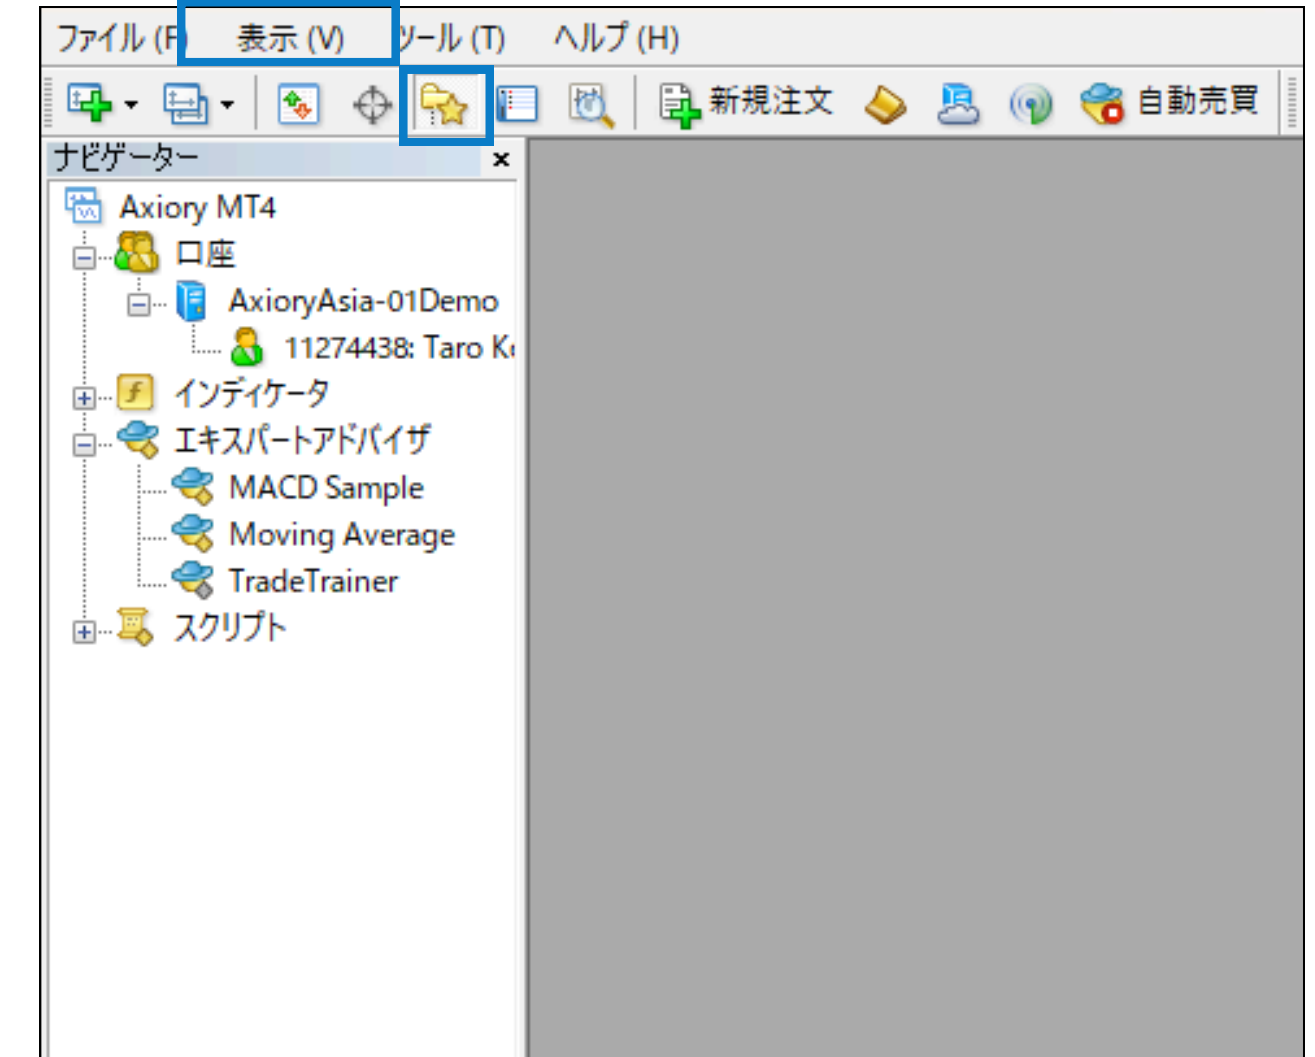 ファイル (F 表示 (V) ツール (T) ヘルプ (H)
新規注文 自動売買
ナビゲーター
Axiory MT4
口座
AxioryAsia-01Demo
11274438: Taro
インディケータ
エキスパートアドバイザ
MACD Sample
Moving Average
TradeTrainer
スクリプト